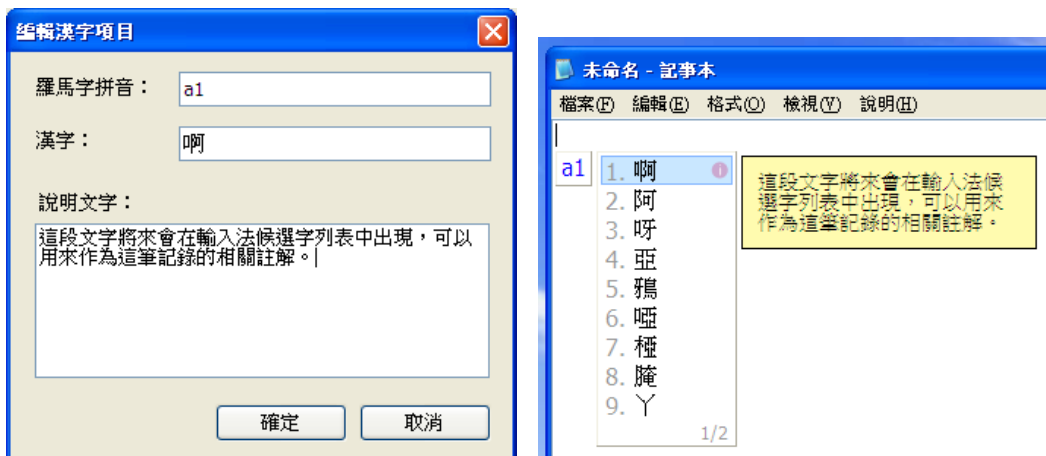 編輯漢字項目
羅馬字拼音：
a1
漢字：
啊
說明文字：
這段文字將來會在輸入法候選字列表中出現，可以
用來作為這筆記錄的相關註解。
確定
取消
未命名 - 記事本
檔案(F) 編輯(E) 格式(O) 檢視(V) 說明(H)
a1
1. 啊
2. 阿
3. 呀
4. 亞
5. 鴉
6. 啞
7. 椏
8. 腌
9. 丫
1/2
這段文字將來會在輸入法候
選字列表中出現，可以用來
作為這筆記錄的相關註解。